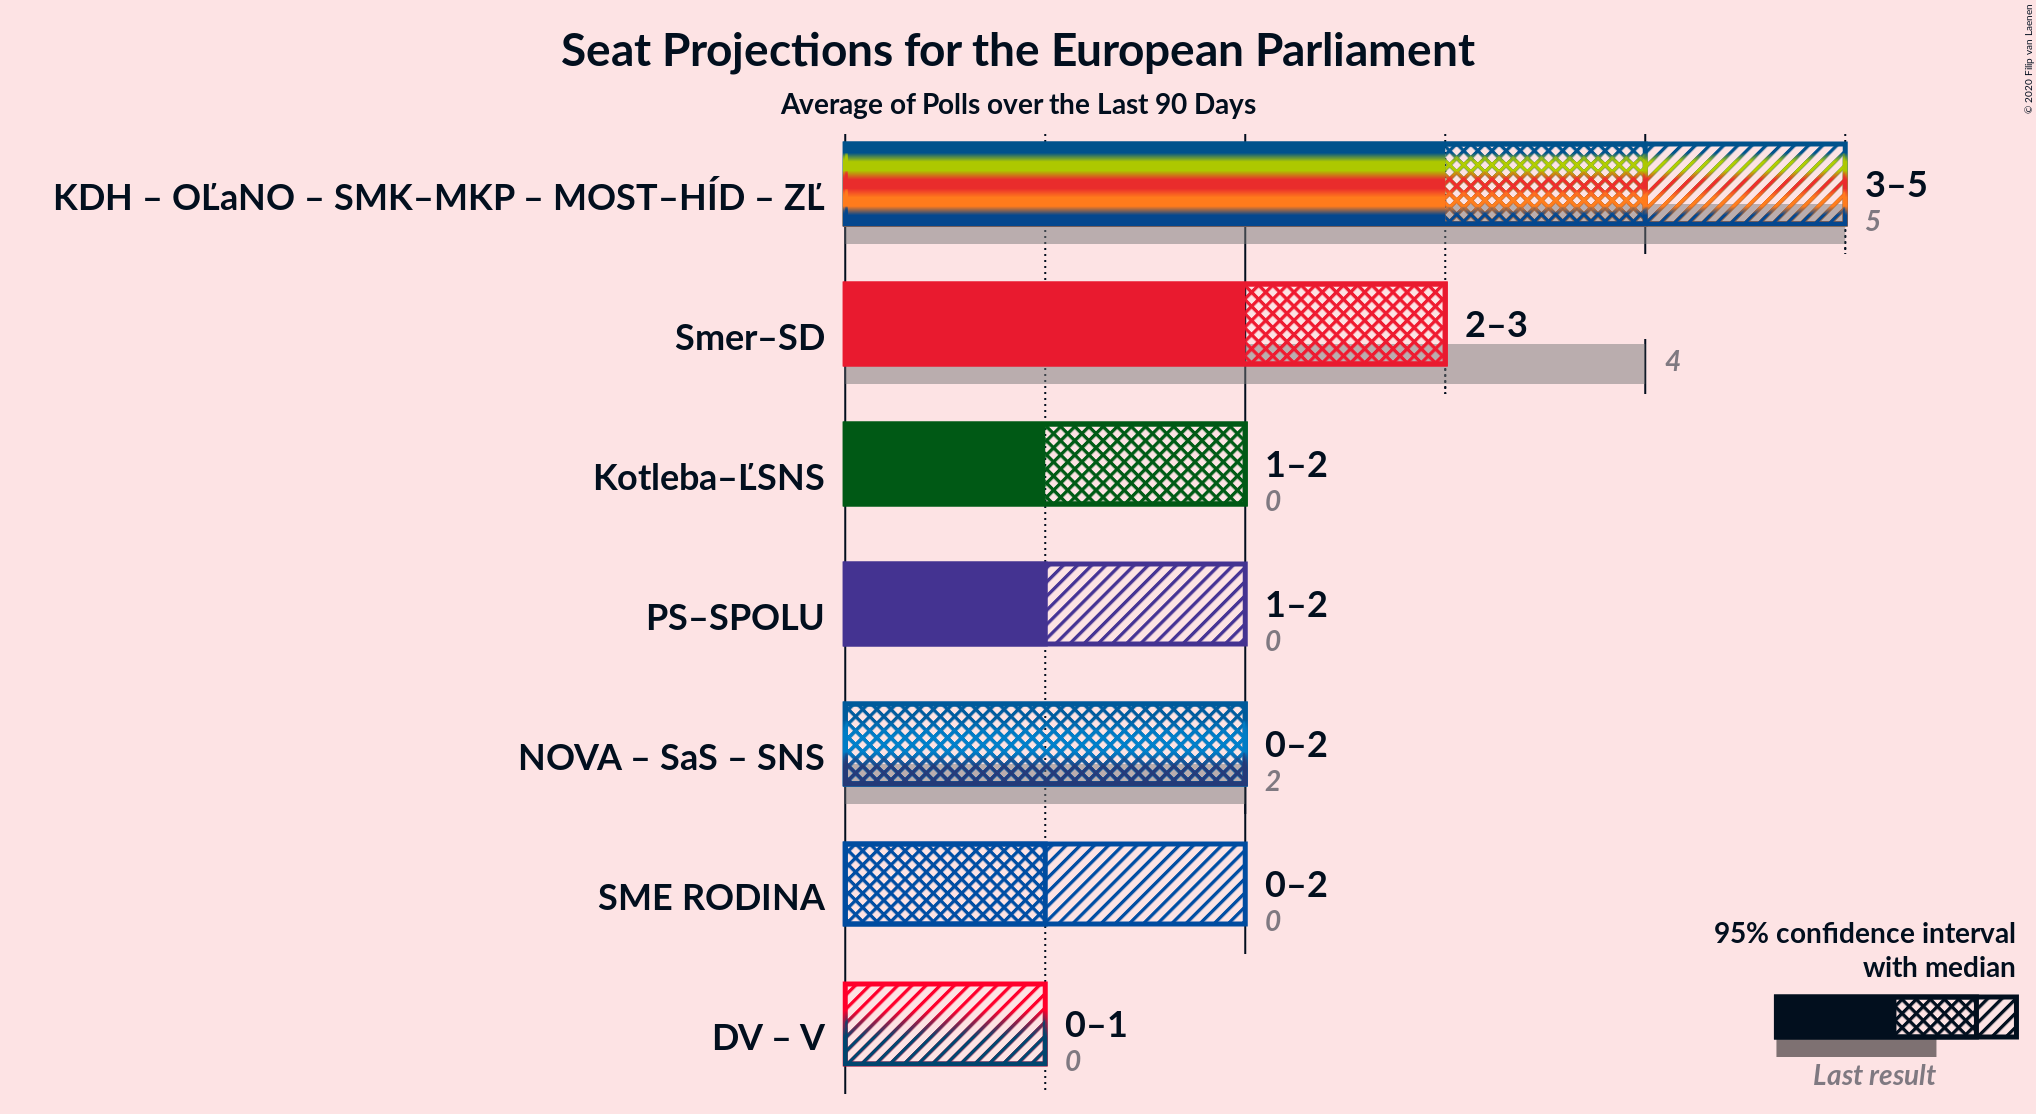 Seat Projections for the European Parliament
Average of Polls over the Last 90 Days
© 2020 Filip van Laenen
KDH – OĽaNO – SMK–MKP – MOST–HÍD – ZĽ
3–5
5
Smer–SD
2–3
4
Kotleba–ĽSNS
1–2
0
PS–SPOLU
1–2
0
NOVA – SaS – SNS
0–2
2
SME RODINA
0–2
0
DV – V
0–1
0
95% confidence interval
with median
Last result